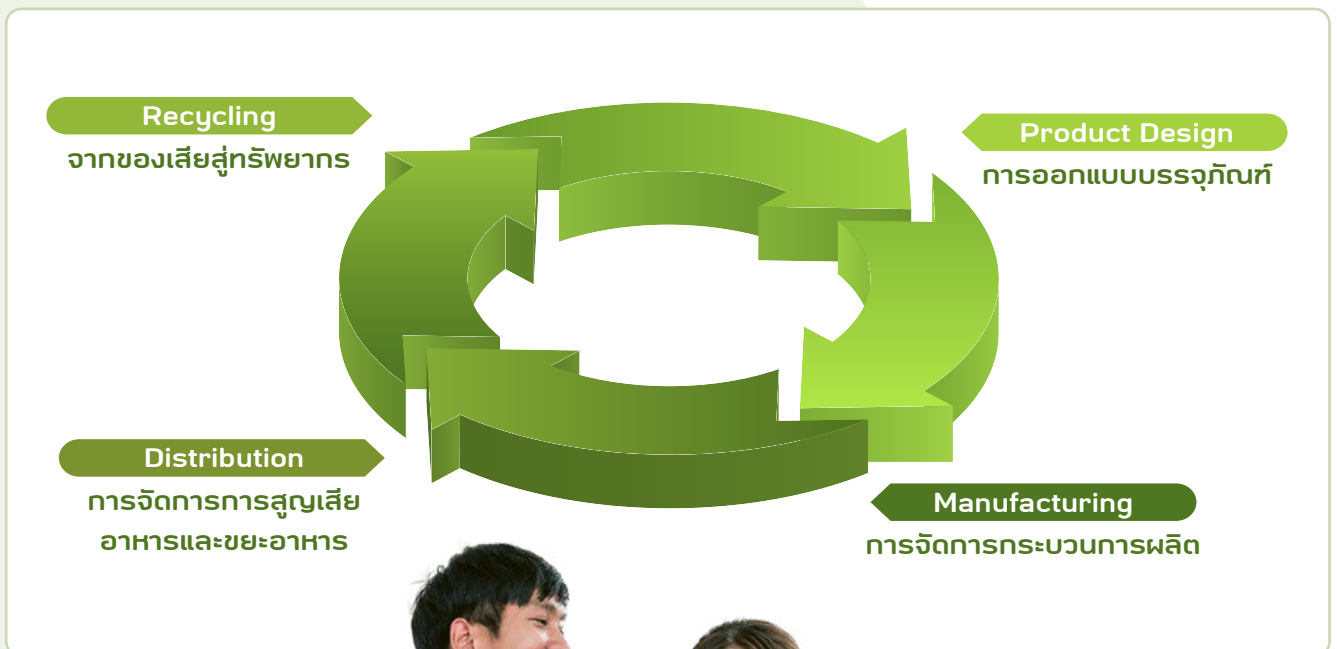 Recycling
จากของเสียสู่ทรัพยากร
Product Design
การออกแบบบรรจุภัณฑ์
Distribution
การจัดการการสูญเสีย
อาหารและขยะอาหาร
Manufacturing
การจัดการกระบวนการผลิต